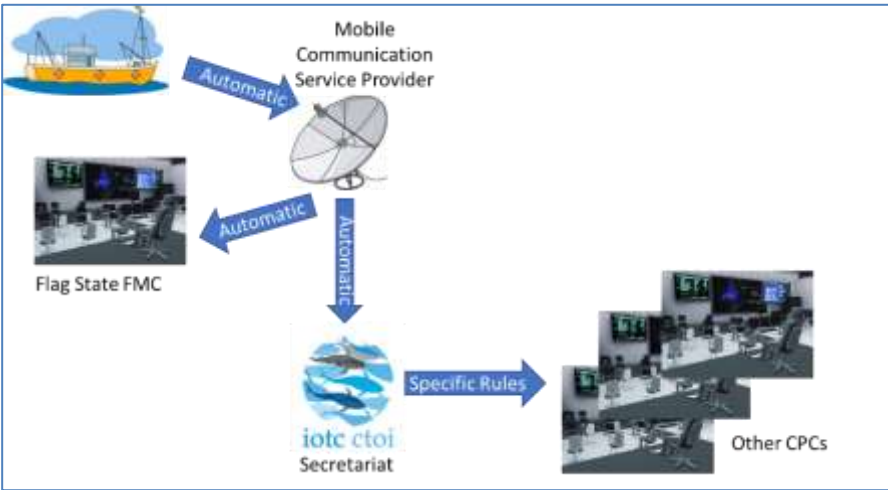 Mobile
Communication
Service Provider
Automatic
Automatic
Automatic
Flag State FMC
iotc ctoi
Secretariat
Specific Rules
Other CPCs